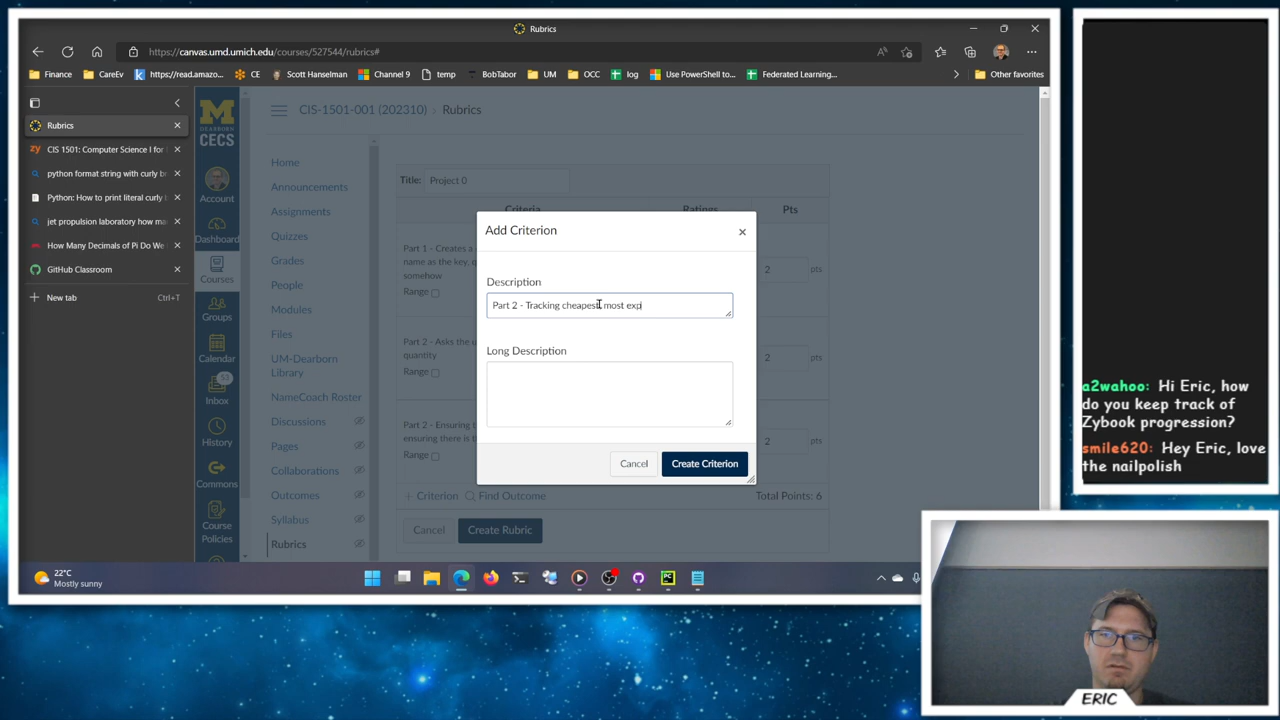 Rubrics
https://canvas.umd.umich.edu/courses/527544/rubrics#
Finance
CareEv
https://read.amazo...
CE
Scott Hanselman
Channel 9
temp
BobTabor
UM
OCC
log
Use PowerShell to...
Federated Learning...
Other favorites
Rubrics
CIS 1501: Computer Science I for
python format string with curly br
Python: How to print literal curly
jet propulsion laboratory how ma
How Many Decimals of Pi Do We
GitHub Classroom
New tab
Ctrl+T
M
DEARBORN
CECS
Account
Dashboard
Courses
Groups
Calendar
53
Inbox
History
Commons
Course
Policies
CIS-1501-001 (202310) › Rubrics
Home
Announcements
Assignments
Quizzes
Grades
People
Modules
Files
UM-Dearborn
Library
NameCoach Roster
Discussions
Pages
Collaborations
Outcomes
Syllabus
Rubrics
Title: Project 0
Criteria
Ratings
Pts
Part 1 - Creates a
name as the key; q
somehow
Range
2 pts
Part 2 - Asks the u
quantity
Range
2 pts
Part 2 - Ensuring t
ensuring there is th
Range
2 pts
+ Criterion
Find Outcome
Total Points: 6
Cancel
Create Rubric
Add Criterion
Description
Part 2 - Tracking cheapest, most exp
Long Description
Cancel
Create Criterion
22°C
Mostly sunny
a2wahoo: Hi Eric, how
do you keep track of
Zybook progression?
smile620: Hey Eric, love
the nailpolish
ERIC